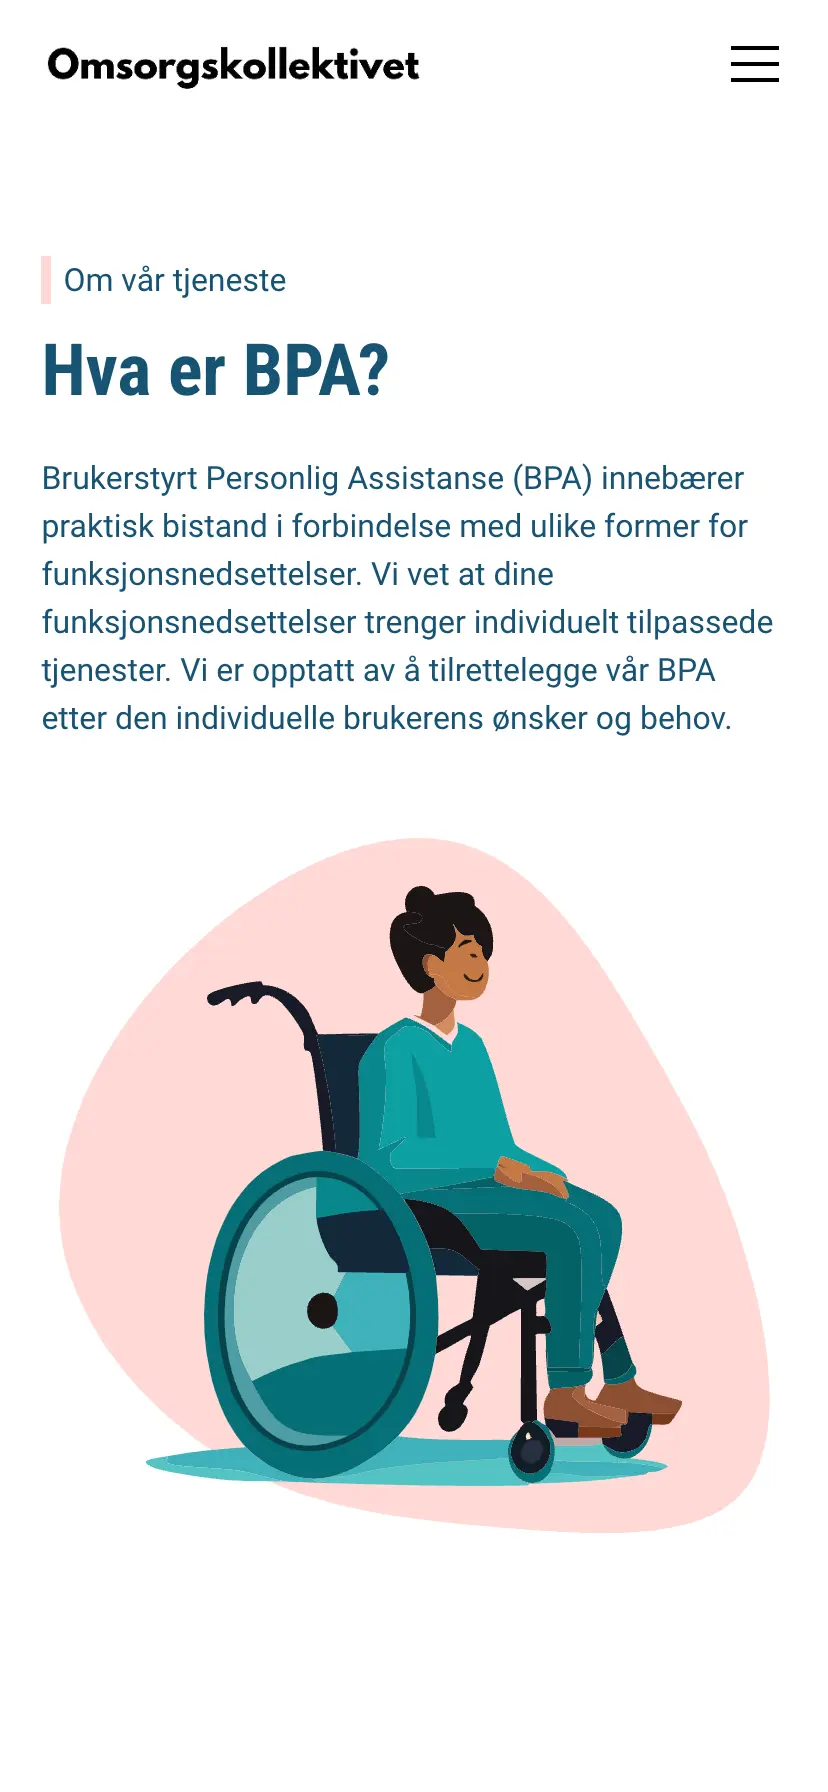 Omsorgskollektivet
Om vår tjeneste
Hva er BPA?
Brukerstyrt Personlig Assistanse (BPA) innebærer
praktisk bistand i forbindelse med ulike former for
funksjonsnedsettelser. Vi vet at dine
funksjonsnedsettelser trenger individuelt tilpassede
tjenester. Vi er opptatt av å tilrettelegge vår BPA
etter den individuelle brukerens ønsker og behov.